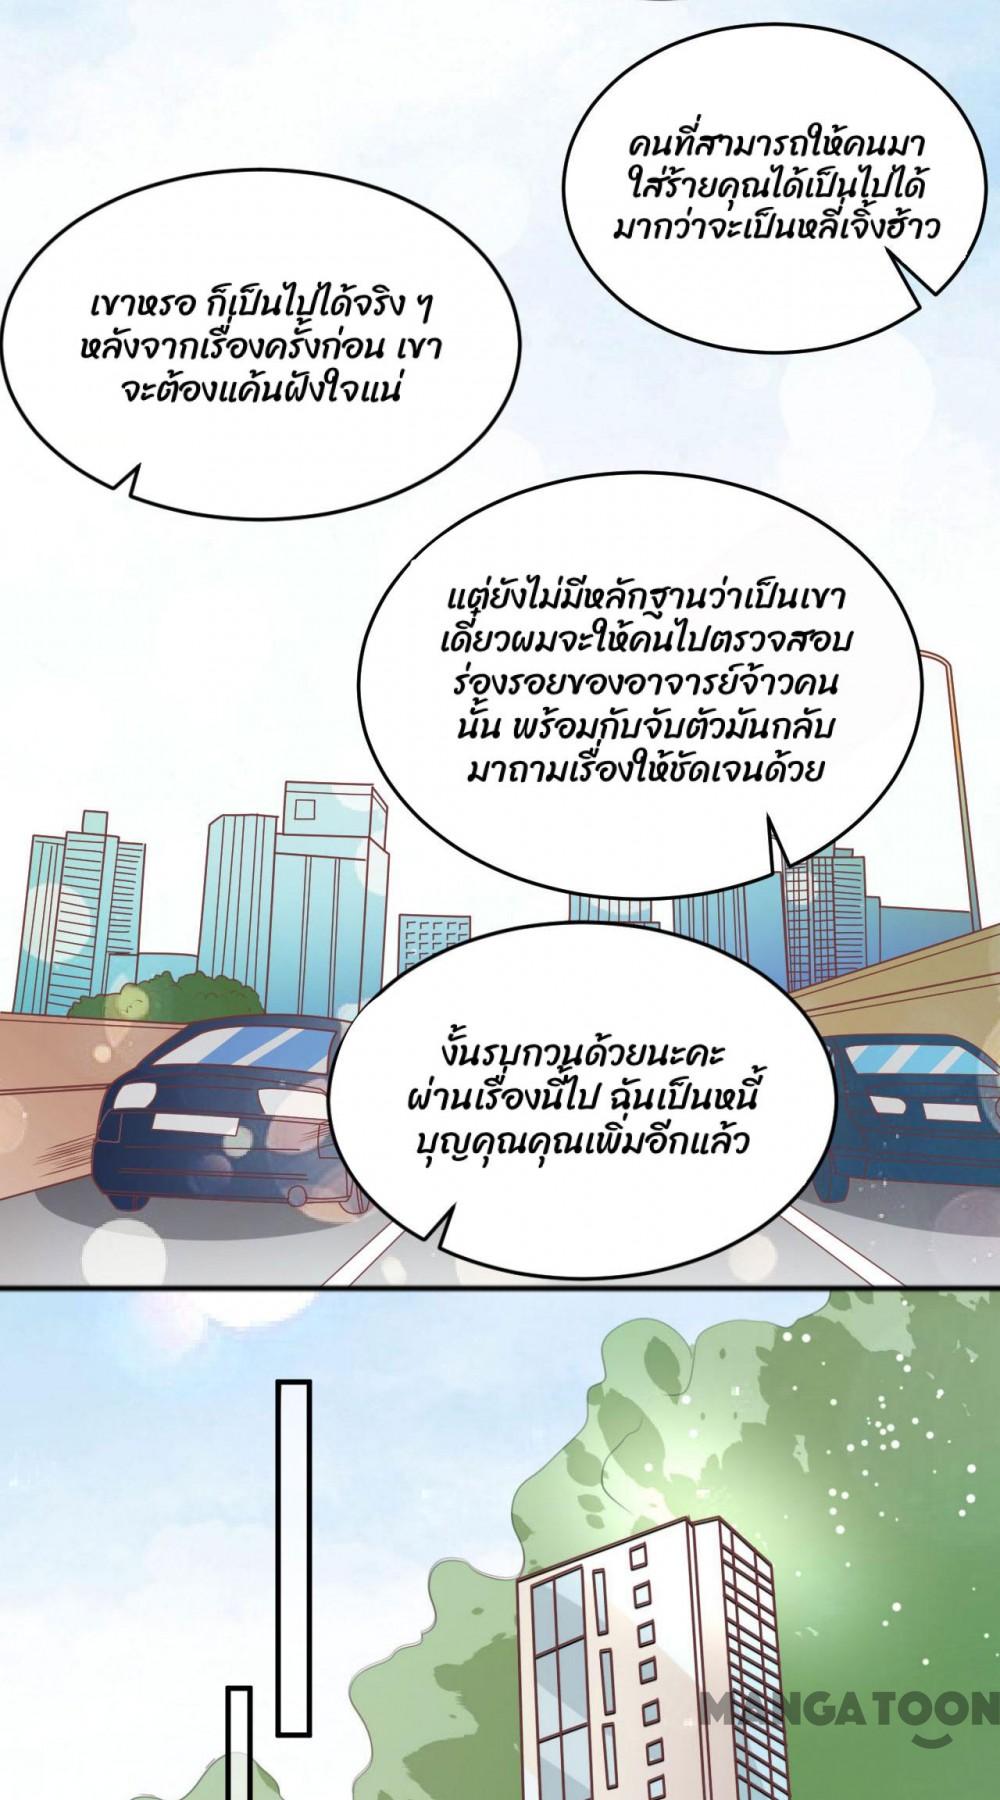 คนที่สามารถให้คนมา
ใส่ร้ายคุณได้เป็นไปได้
มากว่าจะเป็นหลี่เจิ้งฮ้าว
เขาหรอ ก็เป็นไปได้จริง ๆ
หลังจากเรื่องครั้งก่อน เขา
จะต้องแค้นฝังใจแน่
แต่ยังไม่มีหลักฐานว่าเป็นเขา
เดี๋ยวผมจะให้คนไปตรวจสอบ
ร่องรอยของอาจารย์จ้าวคน
นั้น พร้อมกับจับตัวมันกลับ
มาถามเรื่องให้ชัดเจนด้วย
งั้นรบกวนด้วยนะคะ
ผ่านเรื่องนี้ไป ฉันเป็นหนี้
บุญคุณคุณเพิ่มอีกแล้ว
MANGATOON